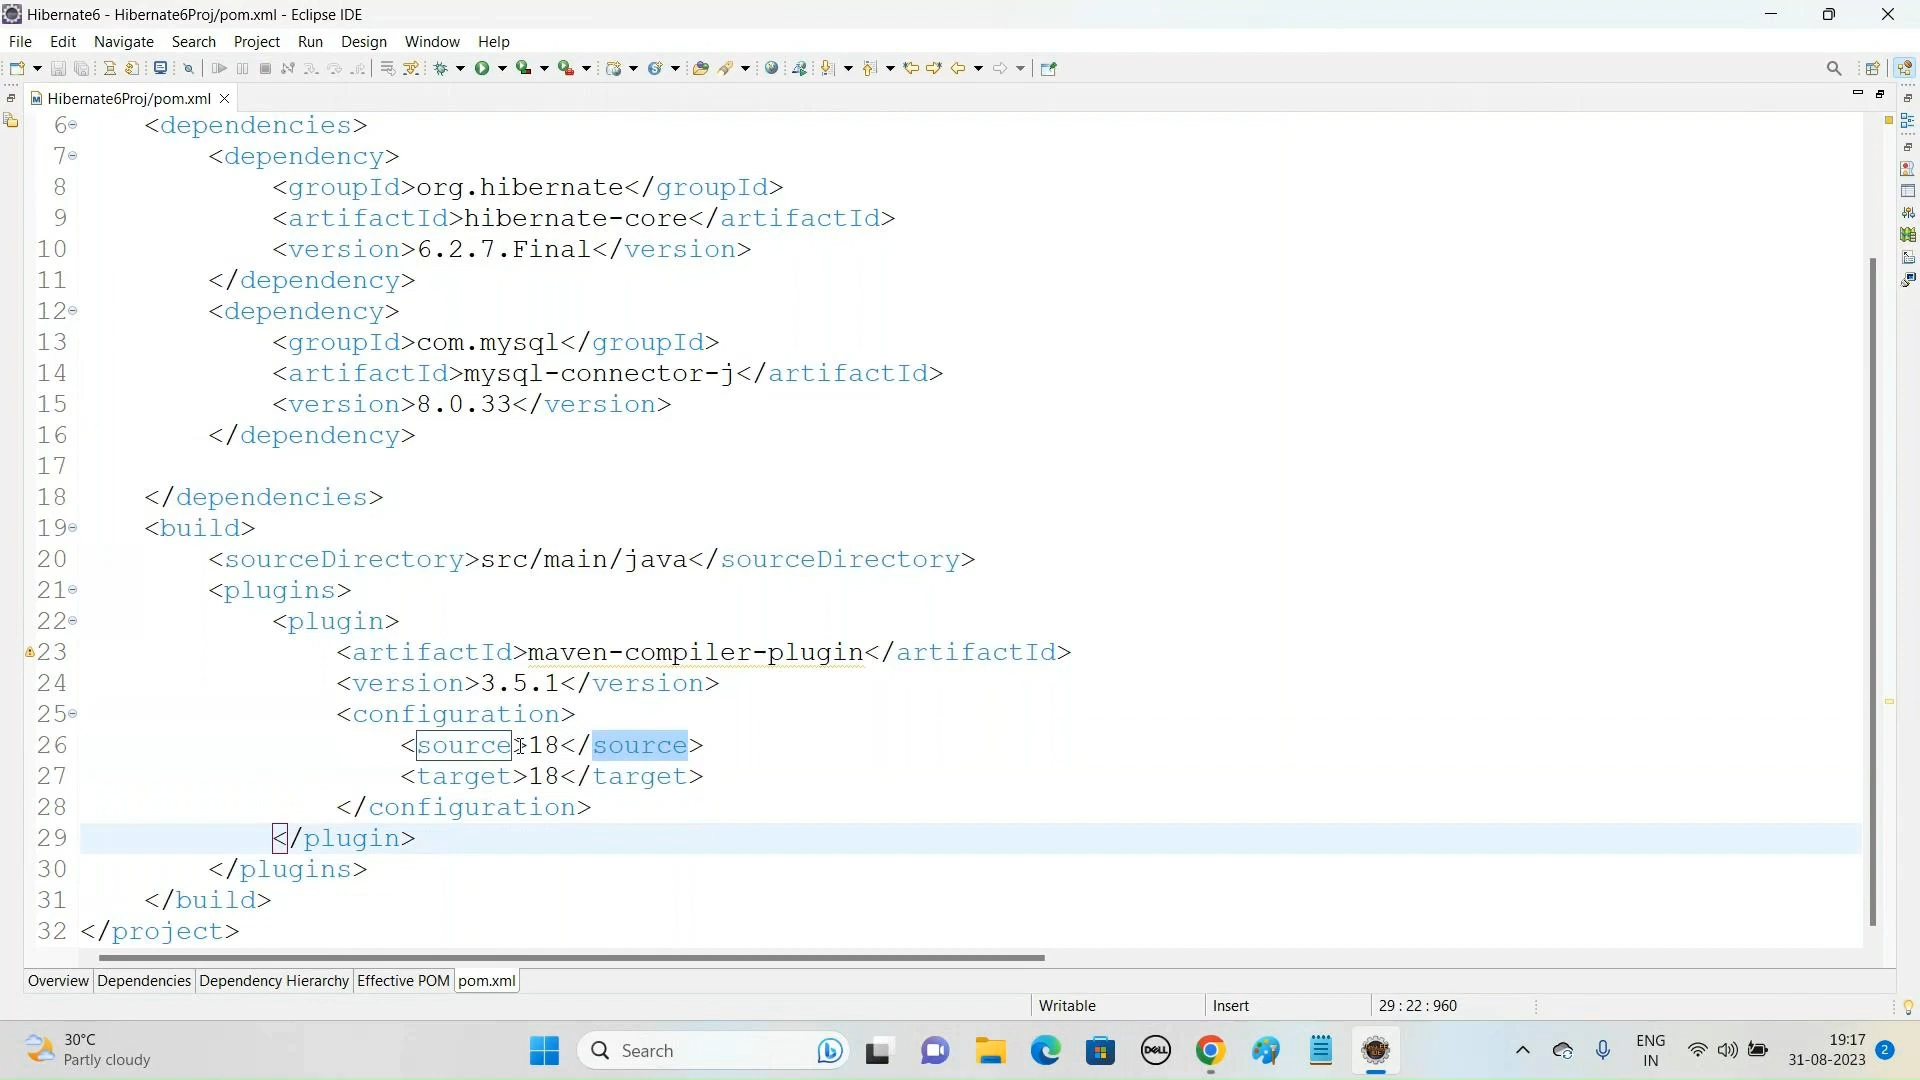 Hibernate6 - Hibernate6Proj/pom.xml - Eclipse IDE
File Edit Navigate Search Project Run Design Window Help
Hibernate6Proj/pom.xml
6 <dependencies>
7 <dependency>
8 <groupId>org.hibernate</groupId>
9 <artifactId>hibernate-core</artifactId>
10 <version>6.2.7.Final</version>
11 </dependency>
12 <dependency>
13 <groupId>com.mysql</groupId>
14 <artifactId>mysql-connector-j</artifactId>
15 <version>8.0.33</version>
16 </dependency>
17
18 </dependencies>
19 <build>
20 <sourceDirectory>src/main/java</sourceDirectory>
21 <plugins>
22 <plugin>
23 <artifactId>maven-compiler-plugin</artifactId>
24 <version>3.5.1</version>
25 <configuration>
26 <source>18</source>
27 <target>18</target>
28 </configuration>
29 </plugin>
30 </plugins>
31 </build>
32 </project>
Overview Dependencies Dependency Hierarchy Effective POM pom.xml
Writable Insert 29 : 22 : 960
30°C
Partly cloudy
Search
DELL
ENG
IN
19:17
31-08-2023
2